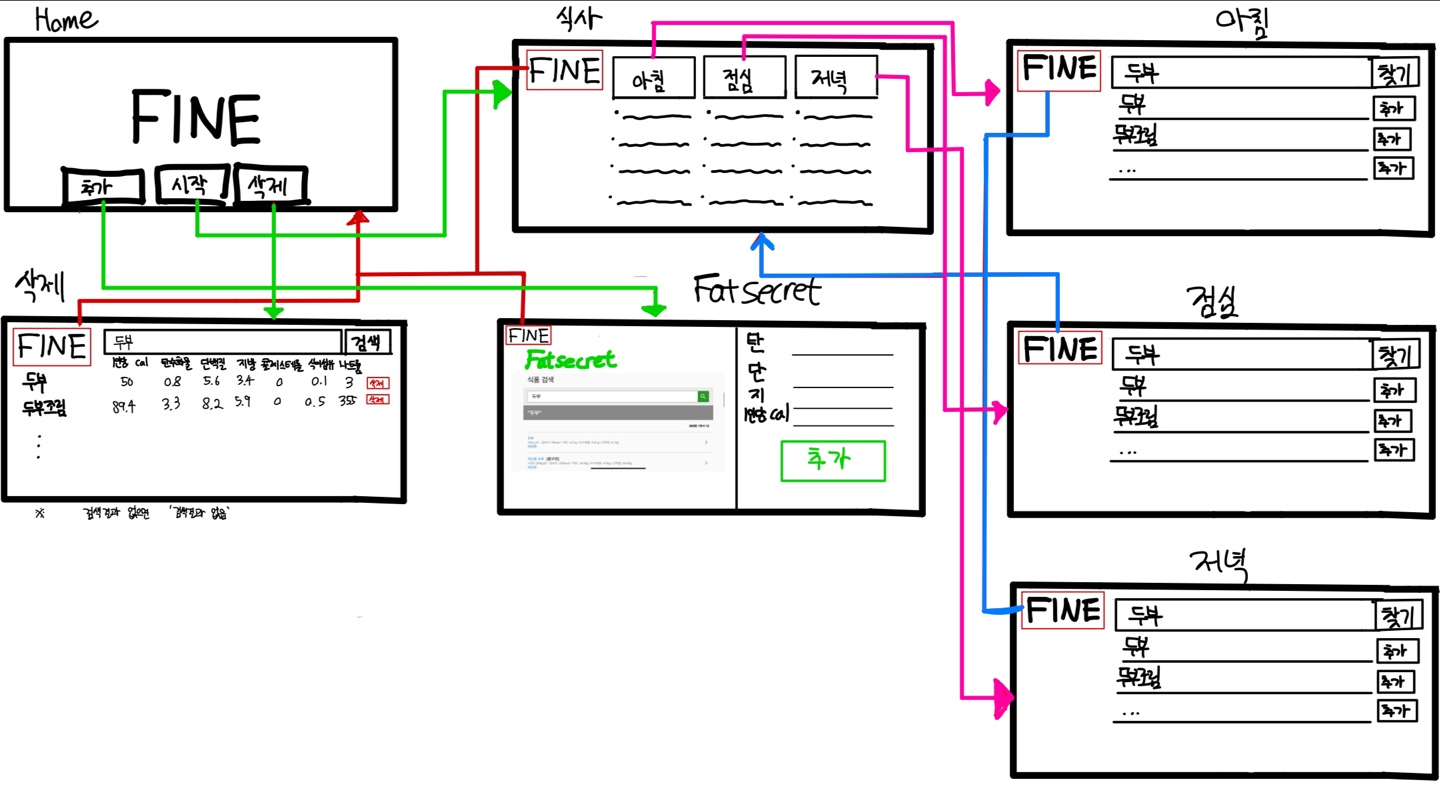 Home
FINE
추가 시작 삭제
식사
FINE 아침 점심 저녁
아침
FINE 두부 찾기
두부 추가
두부조림 추가
... 추가
삭제
FINE 두부 검색
열량 Cal 탄수화물 단백질 지방 콜레스테롤 식이섬유 나트륨
두부 50 0.8 5.6 3.4 0 0.1 3 삭제
두부조림 89.4 3.3 8.2 5.9 0 0.5 355 삭제
※ 검색결과 없으면 '검색결과 없음'
Fatsecret
FINE
Fatsecret
식품 검색
두부
"두부"
탄
단
지
열량 Cal
추가
점심
FINE 두부 찾기
두부 추가
두부조림 추가
... 추가
저녁
FINE 두부 찾기
두부 추가
두부조림 추가
... 추가